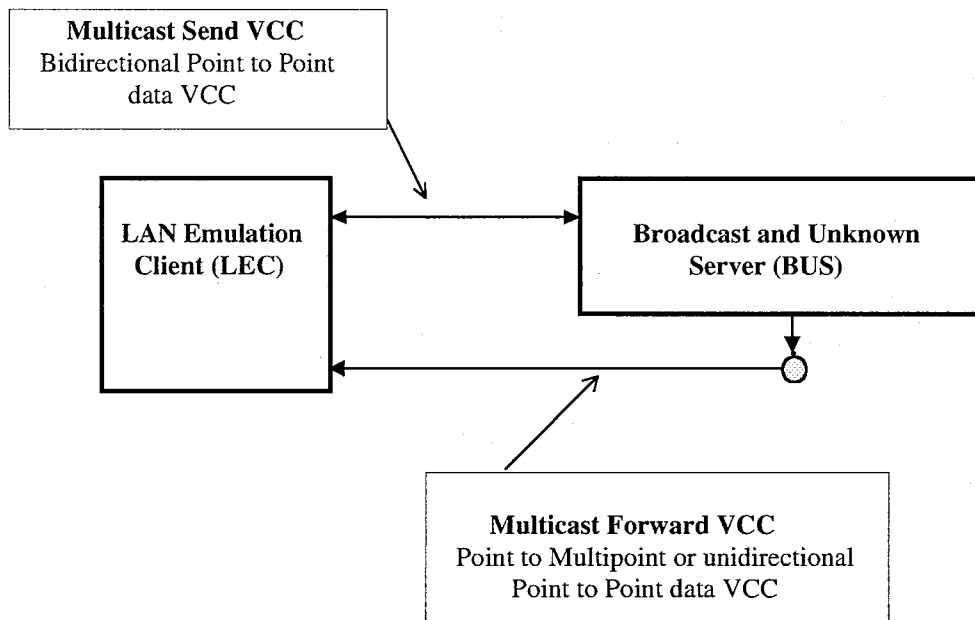 Multicast Send VCC
Bidirectional Point to Point
data VCC
LAN Emulation
Client (LEC)
Broadcast and Unknown
Server (BUS)
Multicast Forward VCC
Point to Multipoint or unidirectional
Point to Point data VCC